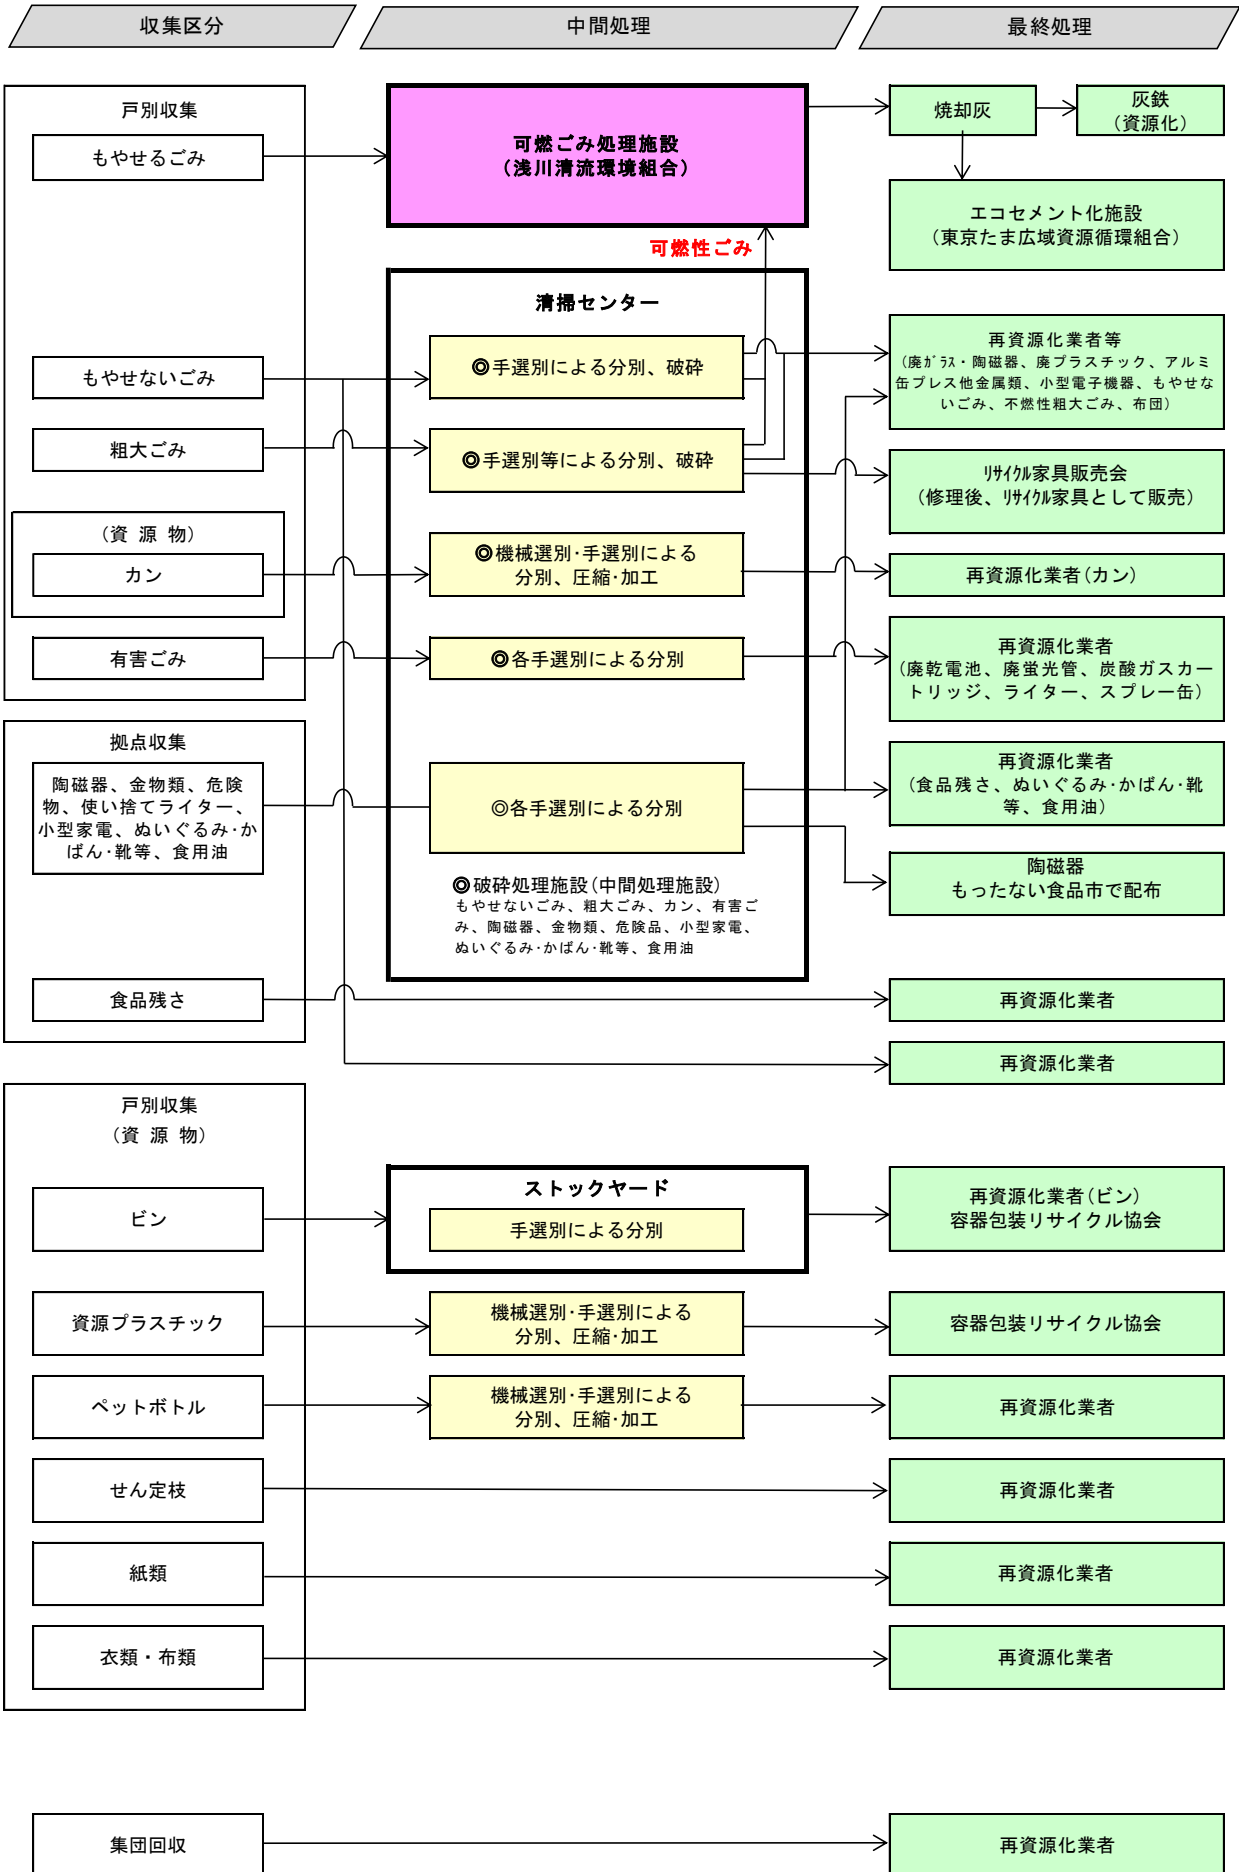 収集区分
中間処理
最終処理
戸別収集
もやせるごみ
可燃ごみ処理施設
（浅川清流環境組合）
焼却灰
灰鉄
（資源化）
エコセメント化施設
（東京たま広域資源循環組合）
可燃性ごみ
清掃センター
もやせないごみ
◎手選別による分別、破砕
再資源化業者等
（廃ｶﾞﾗｽ・陶磁器、廃プラスチック、アルミ
缶プレス他金属類、小型電子機器、もやせな
いごみ、不燃性粗大ごみ、布団）
粗大ごみ
◎手選別等による分別、破砕
ﾘｻｲｸﾙ家具販売会
（修理後、ﾘｻｲｸﾙ家具として販売）
（資 源 物）
カン
◎機械選別･手選別による
分別、圧縮･加工
再資源化業者（カン）
有害ごみ
◎各手選別による分別
再資源化業者
（廃乾電池、廃蛍光管、炭酸ガスカー
トリッジ、ライター、スプレー缶）
拠点収集
陶磁器、金物類、危険
物、使い捨てライター、
小型家電、ぬいぐるみ･か
ばん･靴等、食用油
◎各手選別による分別
再資源化業者
（食品残さ、ぬいぐるみ･かばん･靴
等、食用油）
陶磁器
もったない食品市で配布
◎破砕処理施設（中間処理施設）
もやせないごみ、粗大ごみ、カン、有害ご
み、陶磁器、金物類、危険品、小型家電、
ぬいぐるみ･かばん･靴等、食用油
食品残さ
再資源化業者
再資源化業者
戸別収集
（資 源 物）
ビン
ストックヤード
手選別による分別
再資源化業者（ビン）
容器包装リサイクル協会
資源プラスチック
機械選別･手選別による
分別、圧縮･加工
容器包装リサイクル協会
ペットボトル
機械選別･手選別による
分別、圧縮･加工
再資源化業者
せん定枝
再資源化業者
紙類
再資源化業者
衣類・布類
再資源化業者
集団回収
再資源化業者